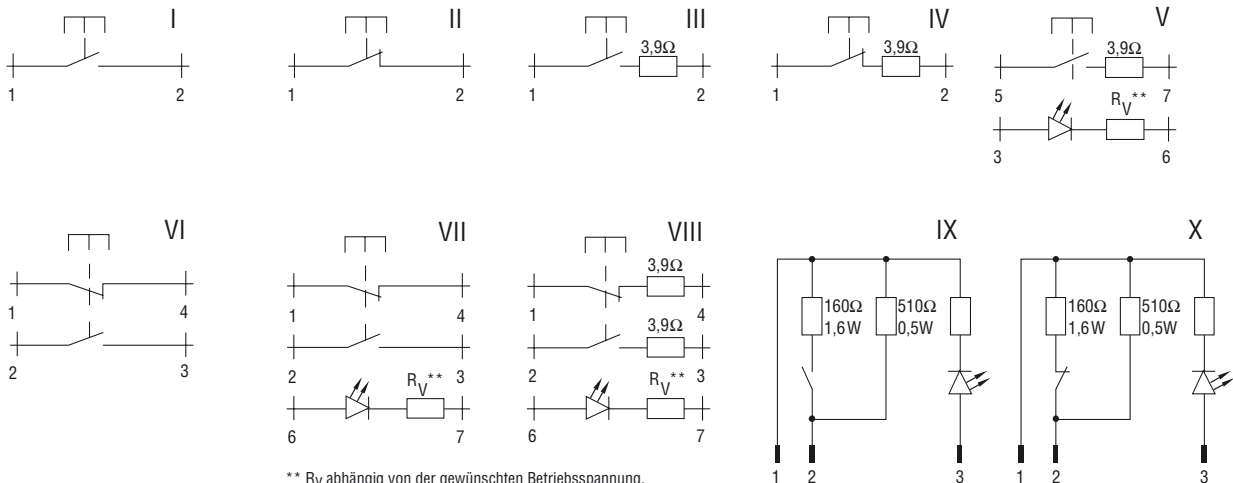 I
1 2
II
1 2
III
3,9Ω
1 2
IV
3,9Ω
1 2
V
3,9Ω
5 7
RV**
3 6
VI
1 4
2 3
VII
1 4
2 3
RV**
6 7
VIII
3,9Ω
1 4
3,9Ω
2 3
RV**
6 7
IX
160Ω 510Ω
1,6W 0,5W
1 2 3
X
160Ω 510Ω
1,6W 0,5W
1 2 3
** RV abhängig von der gewünschten Betriebsspannung.